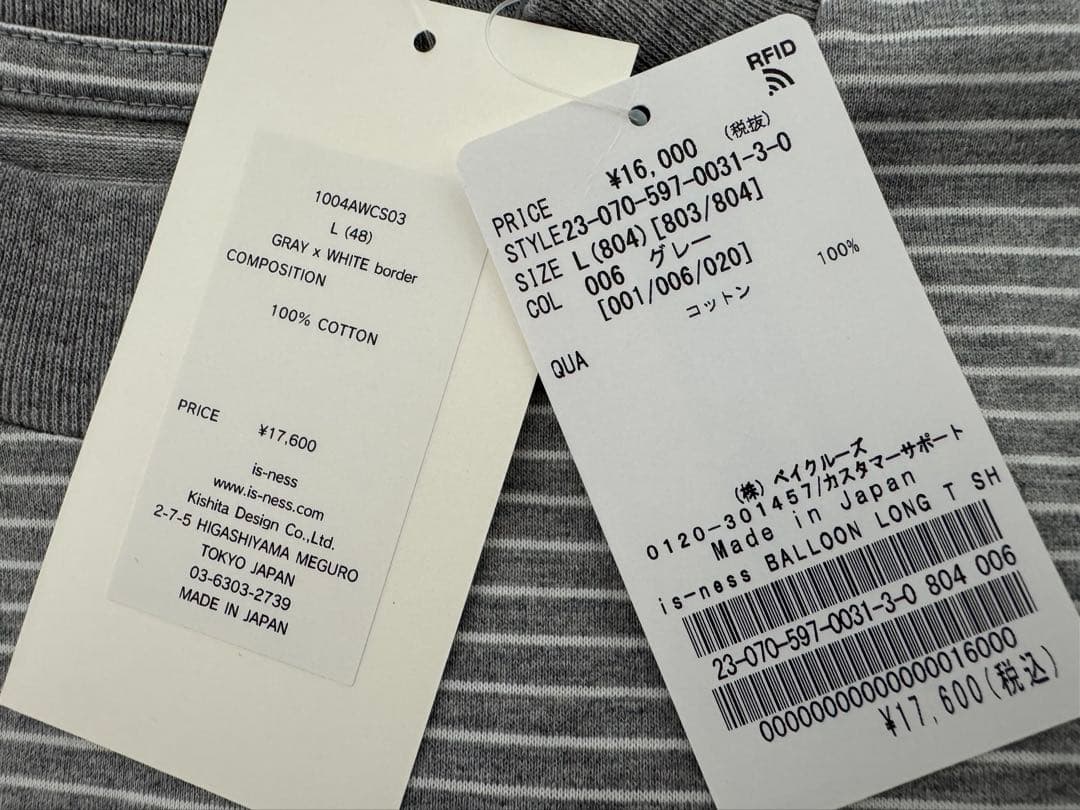 1004AWCS03
L (48)
GRAY x WHITE border
COMPOSITION
100% COTTON
PRICE ¥17,600
is-ness
www.is-ness.com
Kishita Design Co.,Ltd.
2-7-5 HIGASHIYAMA MEGURO
TOKYO JAPAN
03-6303-2739
MADE IN JAPAN
RFID
PRICE ¥16,000 (税抜)
STYLE23-070-597-0031-3-0
SIZE L(804)[803/804]
COL 006 グレー
[001/006/020]
QUA コットン 100%
(株) ベイクルーズ
0120-301457/カスタマーサポート
Made in Japan
is-ness BALLOON LONG T SH
23-070-597-0031-3-0 804 006
0000000000000016000
¥17,600(税込)